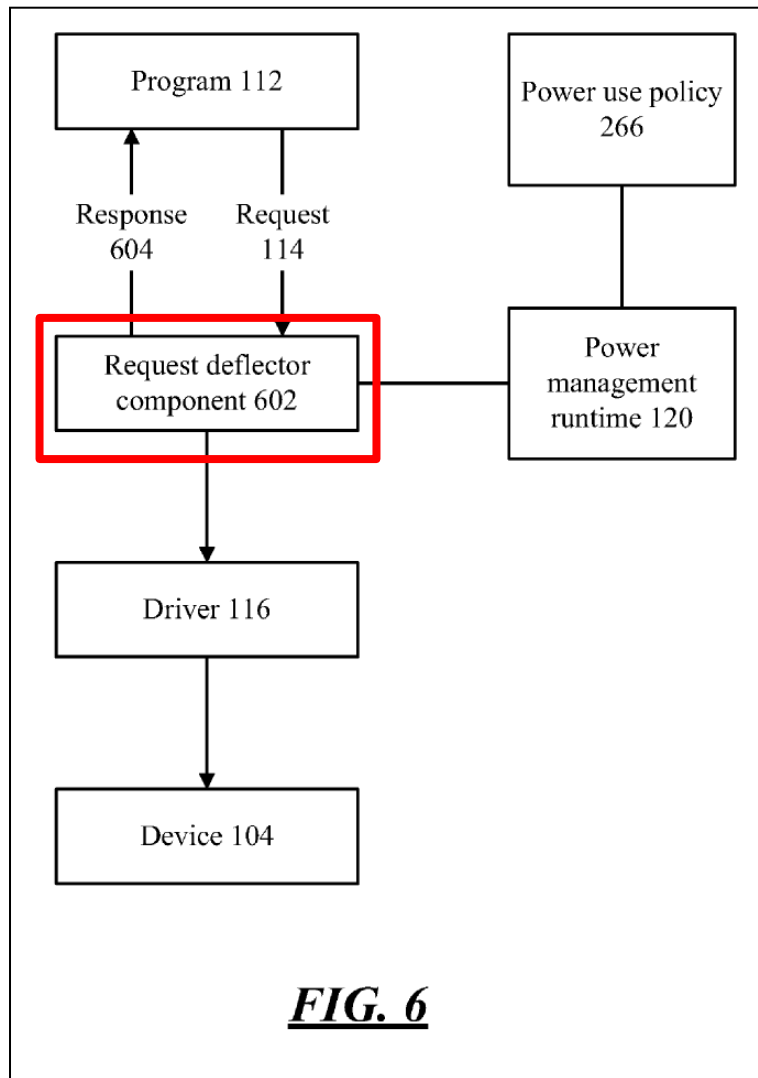 Program 112
Power use policy
266
Response
604
Request
114
Request deflector
component 602
Power
management
runtime 120
Driver 116
Device 104
FIG. 6